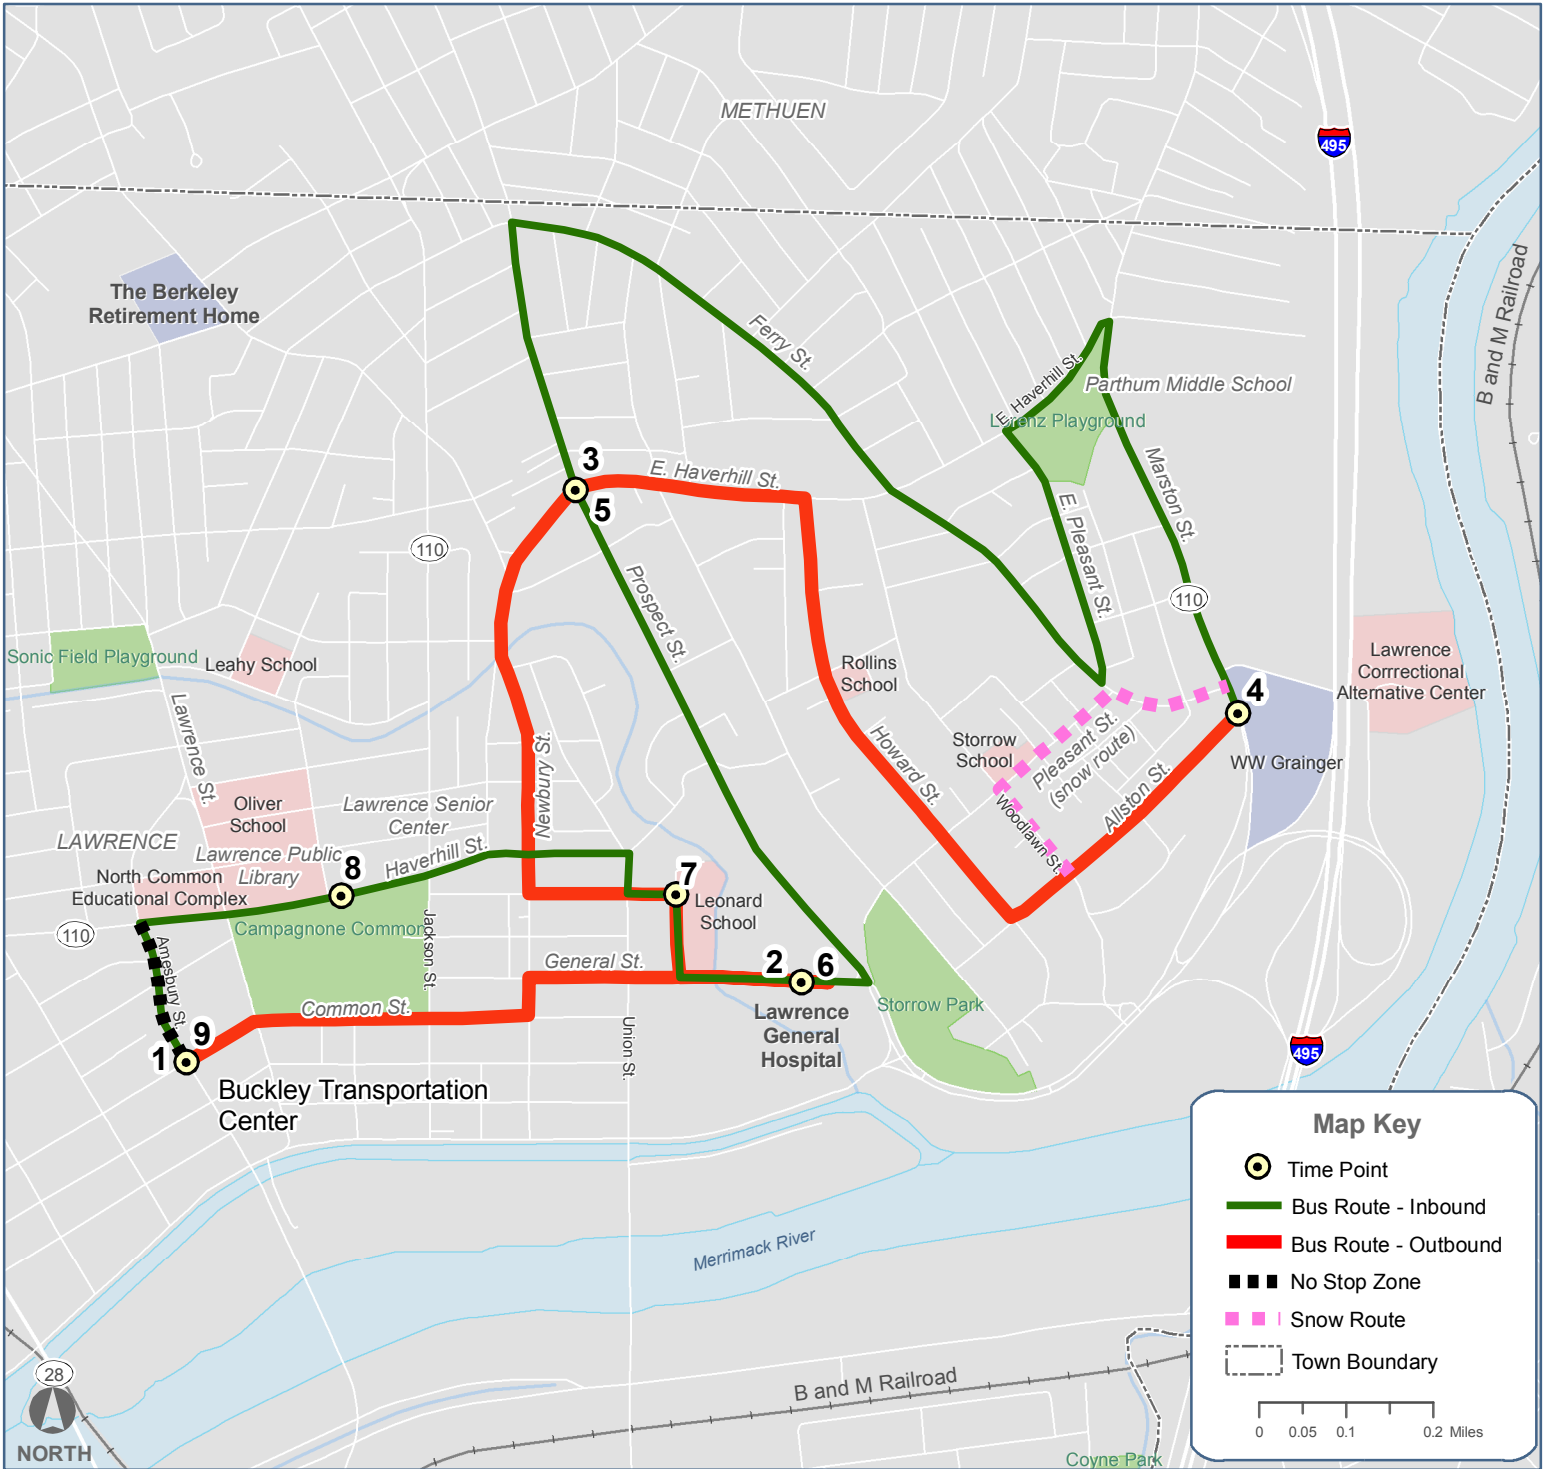 METHUEN
495
B and M Railroad
The Berkeley
Retirement Home
Ferry St.
E. Haverhill St.
Parthum Middle School
Lorenz Playground
3
E. Haverhill St.
5
Marston St.
E. Pleasant St.
110
Prospect St.
110
Sonic Field Playground
Leahy School
Rollins
School
Lawrence
Corrrectional
Alternative Center
4
Lawrence St.
Newbury St.
Howard St.
Storrow
School
Pleasant St.
(snow route)
WW Grainger
Woodlawn St.
Allston St.
Oliver
School
Lawrence Senior
Center
LAWRENCE
Lawrence Public
Library
8
Haverhill St.
North Common
Educational Complex
7
Leonard
School
110
Campagnone Common
Jackson St.
Amesbury St.
General St.
2
6
Storrow Park
Common St.
Lawrence
General
Hospital
9
1
Union St.
495
Buckley Transportation
Center
Merrimack River
B and M Railroad
28
NORTH
Coyne Park
Map Key
Time Point
Bus Route - Inbound
Bus Route - Outbound
No Stop Zone
Snow Route
Town Boundary
0 0.05 0.1 0.2 Miles